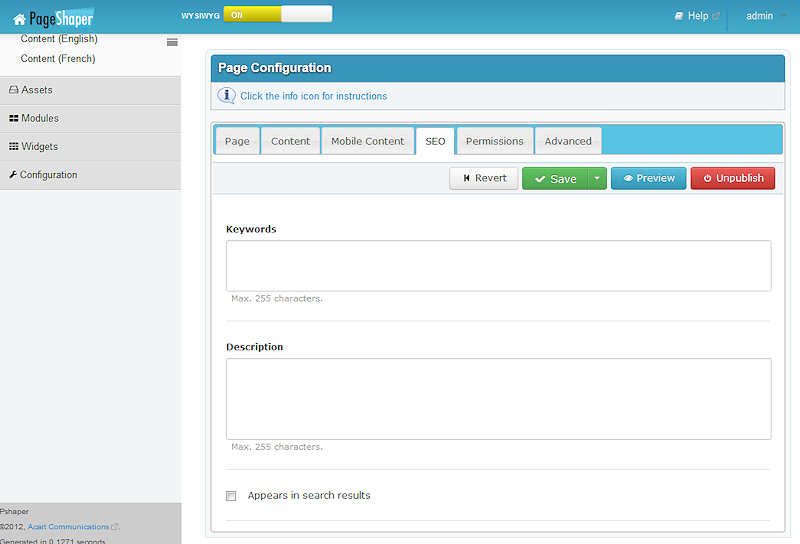 PageShaper
WYSIWYG ON
Help
admin
Content (English)
Content (French)
Assets
Modules
Widgets
Configuration
Page Configuration
Click the info icon for instructions
Page Content Mobile Content SEO Permissions Advanced
Revert Save Preview Unpublish
Keywords
Max. 255 characters.
Description
Max. 255 characters.
Appears in search results
Pshaper
©2012, Acart Communications.
Generated in 0.1271 seconds